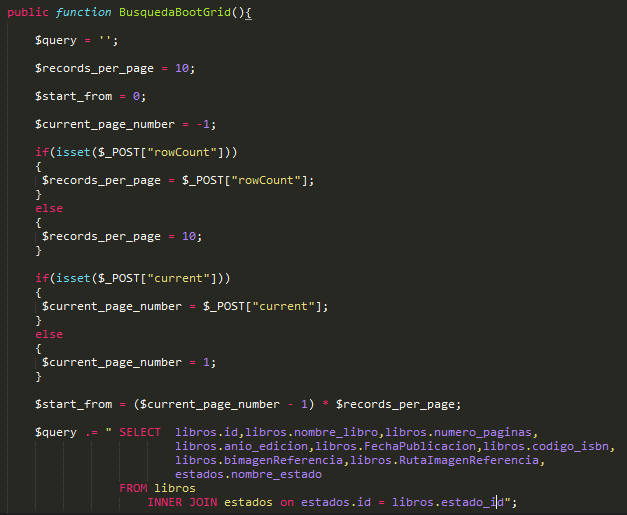 public function BusquedaBootGrid(){
$query = '';
$records_per_page = 10;
$start_from = 0;
$current_page_number = -1;
if(isset($_POST["rowCount"]))
{
$records_per_page = $_POST["rowCount"];
}
else
{
$records_per_page = 10;
}
if(isset($_POST["current"]))
{
$current_page_number = $_POST["current"];
}
else
{
$current_page_number = 1;
}
$start_from = ($current_page_number - 1) * $records_per_page;
$query .= " SELECT libros.id,libros.nombre_libro,libros.numero_paginas,
libros.anio_edicion,libros.FechaPublicacion,libros.codigo_isbn,
libros.bimagenReferencia,libros.RutaImagenReferencia,
estados.nombre_estado
FROM libros
INNER JOIN estados on estados.id = libros.estado_id";